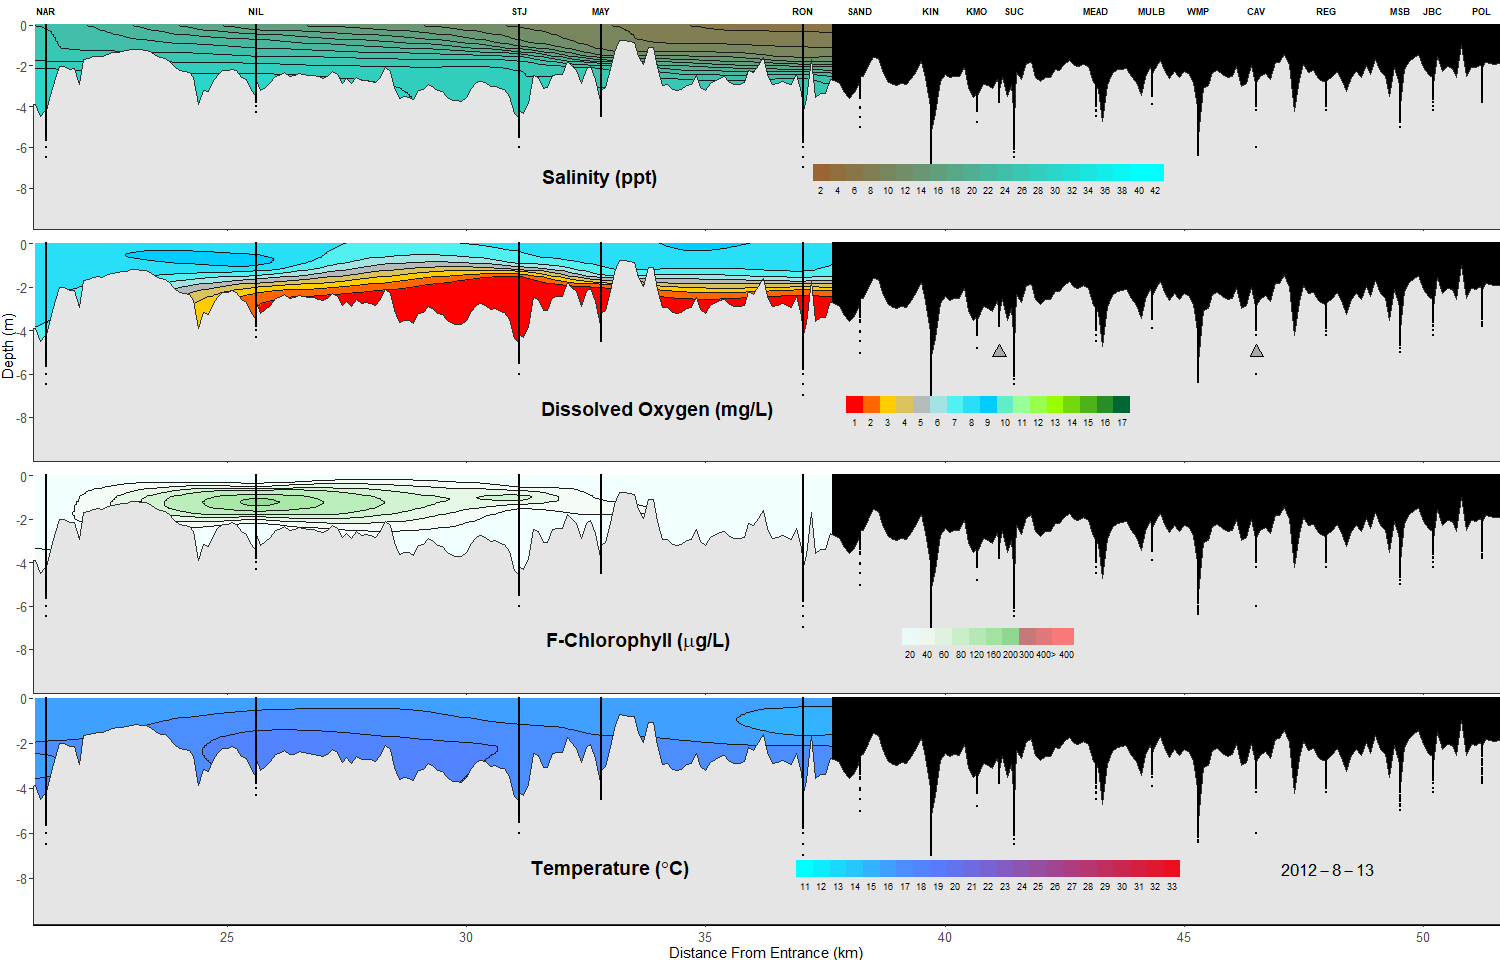 NAR NIL STJ MAY RON SAND KIN KMO SUC MEAD MULB WMP CAV REG MSB JBC POL
0
-2
-4
-6
-8
Salinity (ppt)
2 4 6 8 10 12 14 16 18 20 22 24 26 28 30 32 34 36 38 40 42
0
-2
-4
-6
-8
Depth (m)
Dissolved Oxygen (mg/L)
1 2 3 4 5 6 7 8 9 10 11 12 13 14 15 16 17
0
-2
-4
-6
-8
F-Chlorophyll (μg/L)
20 40 60 80 120 160 200 300 400> 400
0
-2
-4
-6
-8
Temperature (°C)
11 12 13 14 15 16 17 18 19 20 21 22 23 24 25 26 27 28 29 30 31 32 33
2012 – 8 – 13
25 30 35 40 45 50
Distance From Entrance (km)